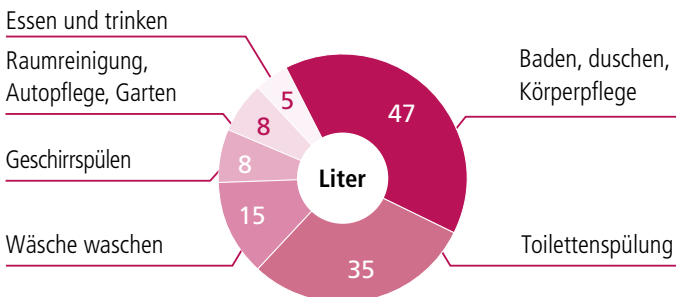 Essen und trinken
Raumreinigung,
Autopflege, Garten
Geschirrspülen
Wäsche waschen
Baden, duschen,
Körperpflege
Toilettenspülung
5
47
8
8
Liter
15
35